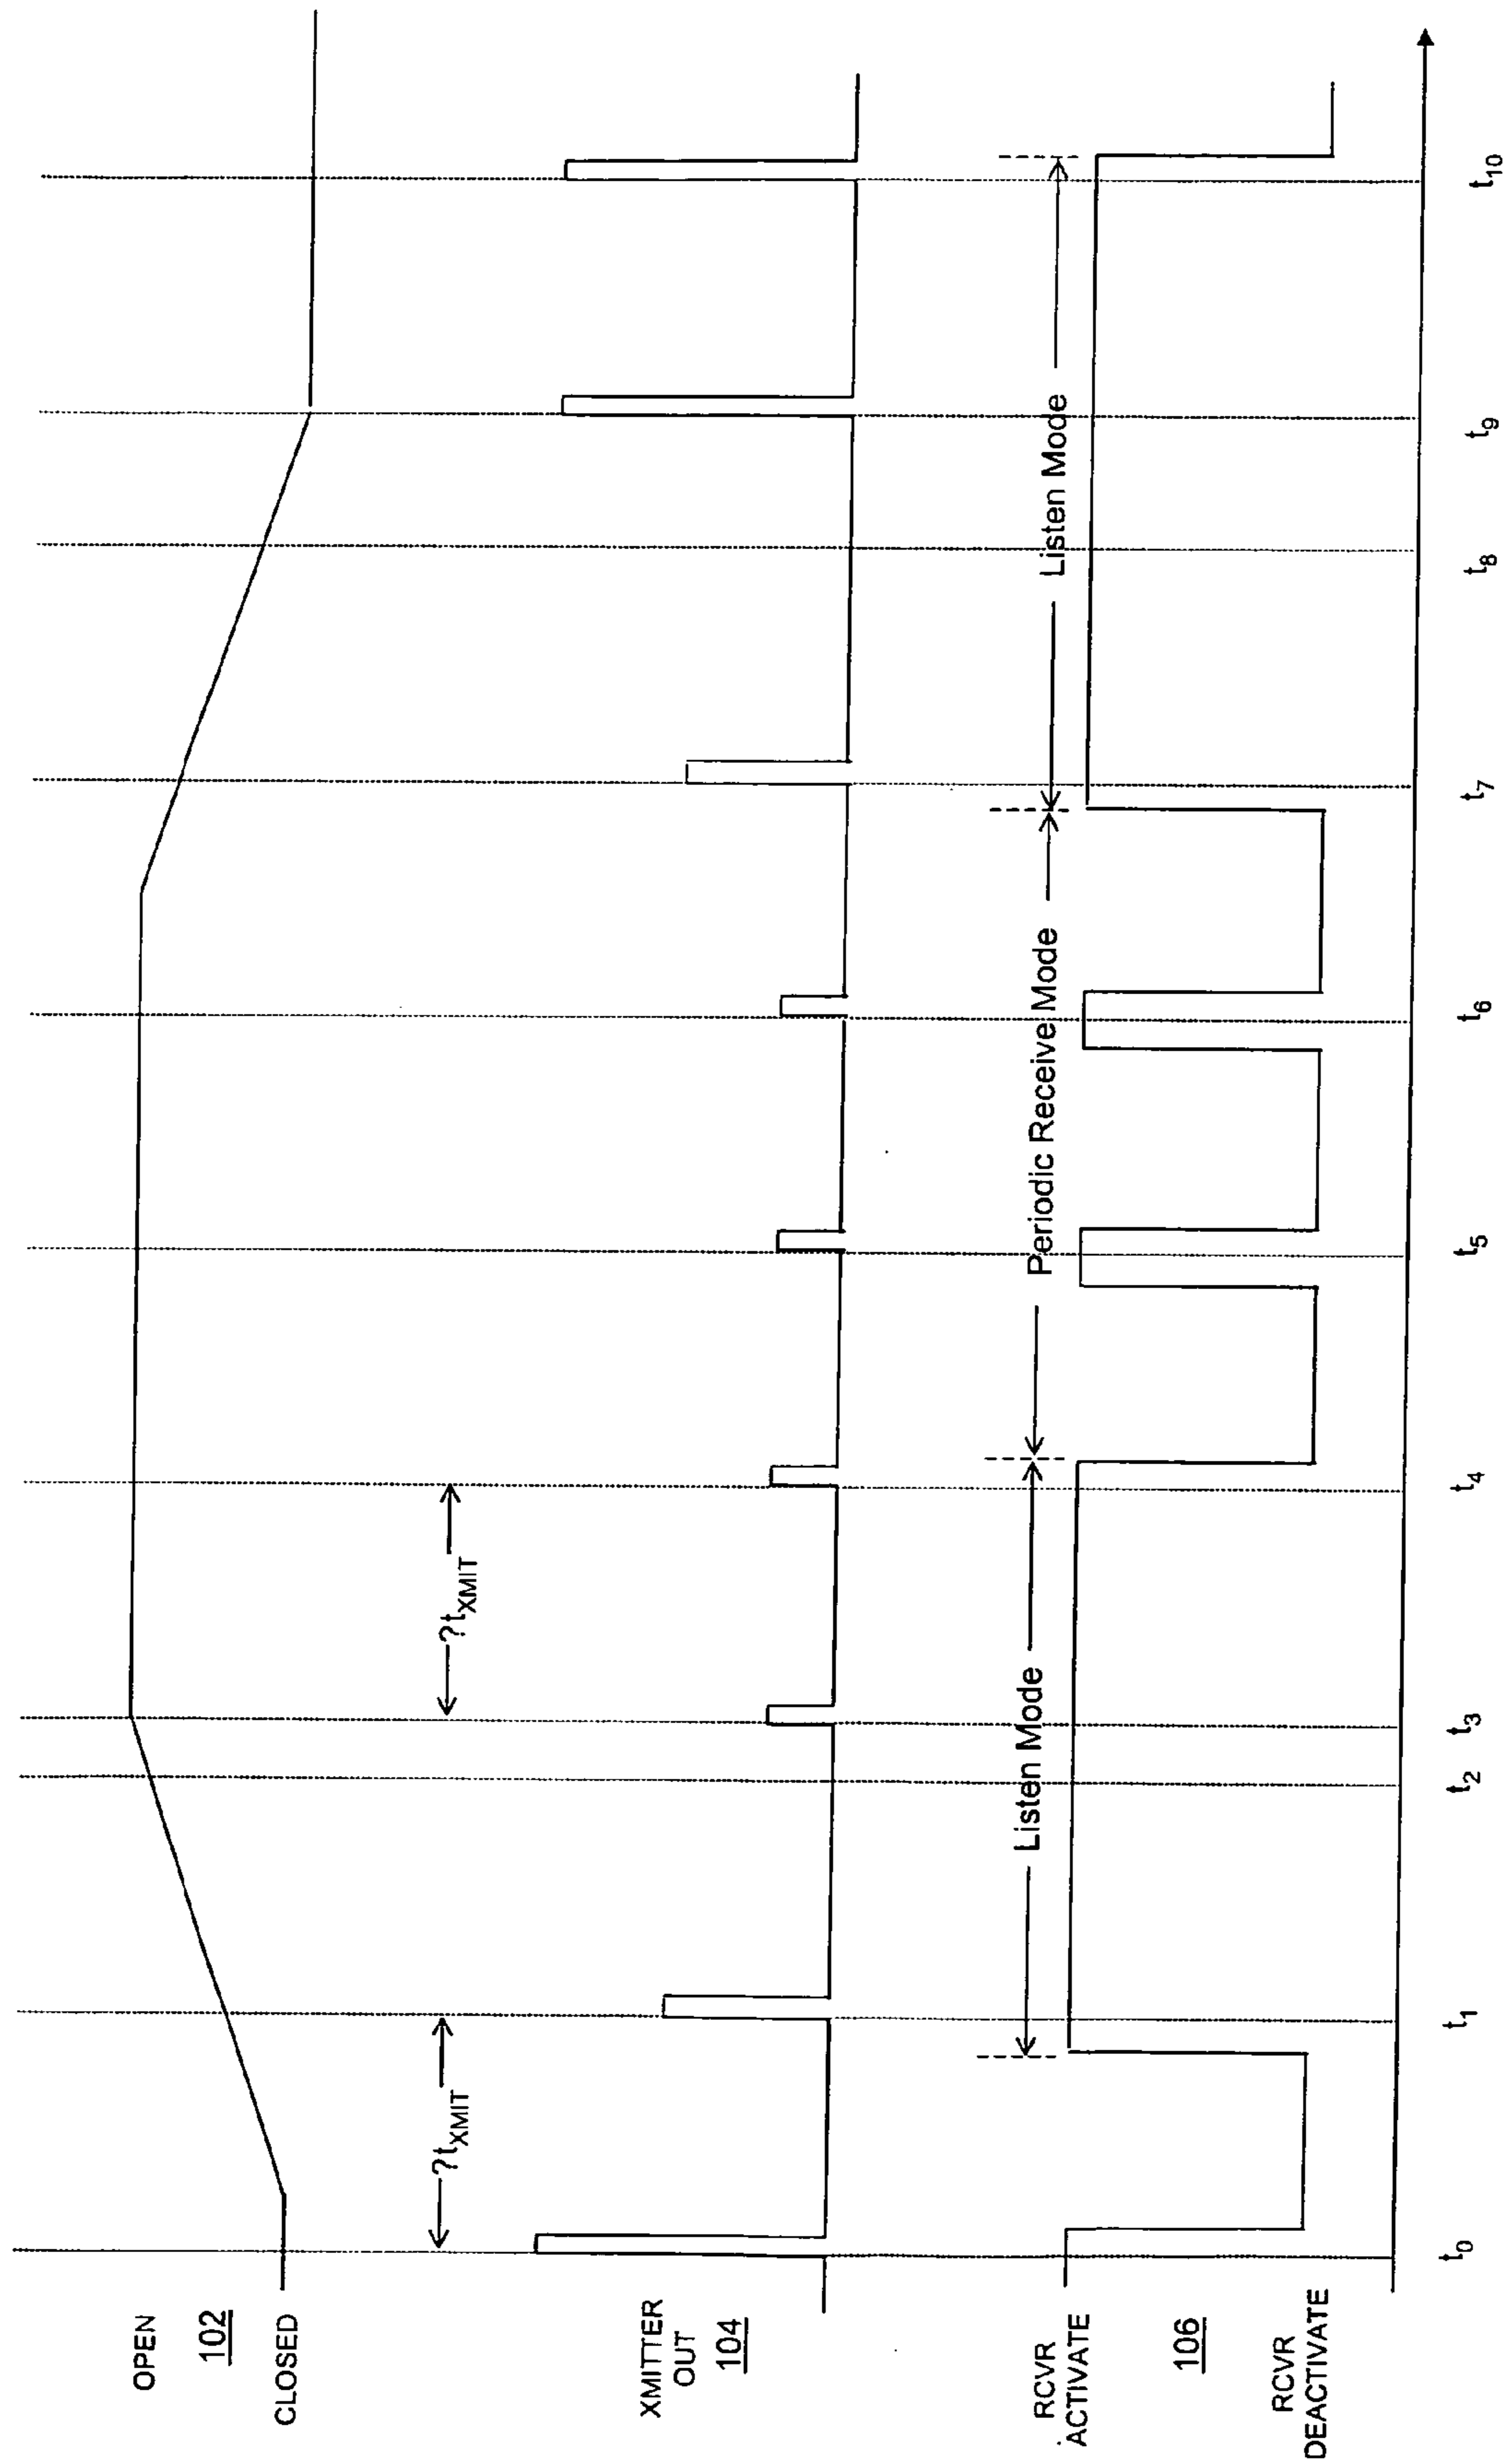 OPEN
102
CLOSED
?tXMIT
?tXMIT
XMITTER
OUT
104
Listen Mode
Periodic Receive Mode
Listen Mode
RCVR
ACTIVATE
106
RCVR
DEACTIVATE
t0
t1
t2
t3
t4
t5
t6
t7
t8
t9
t10